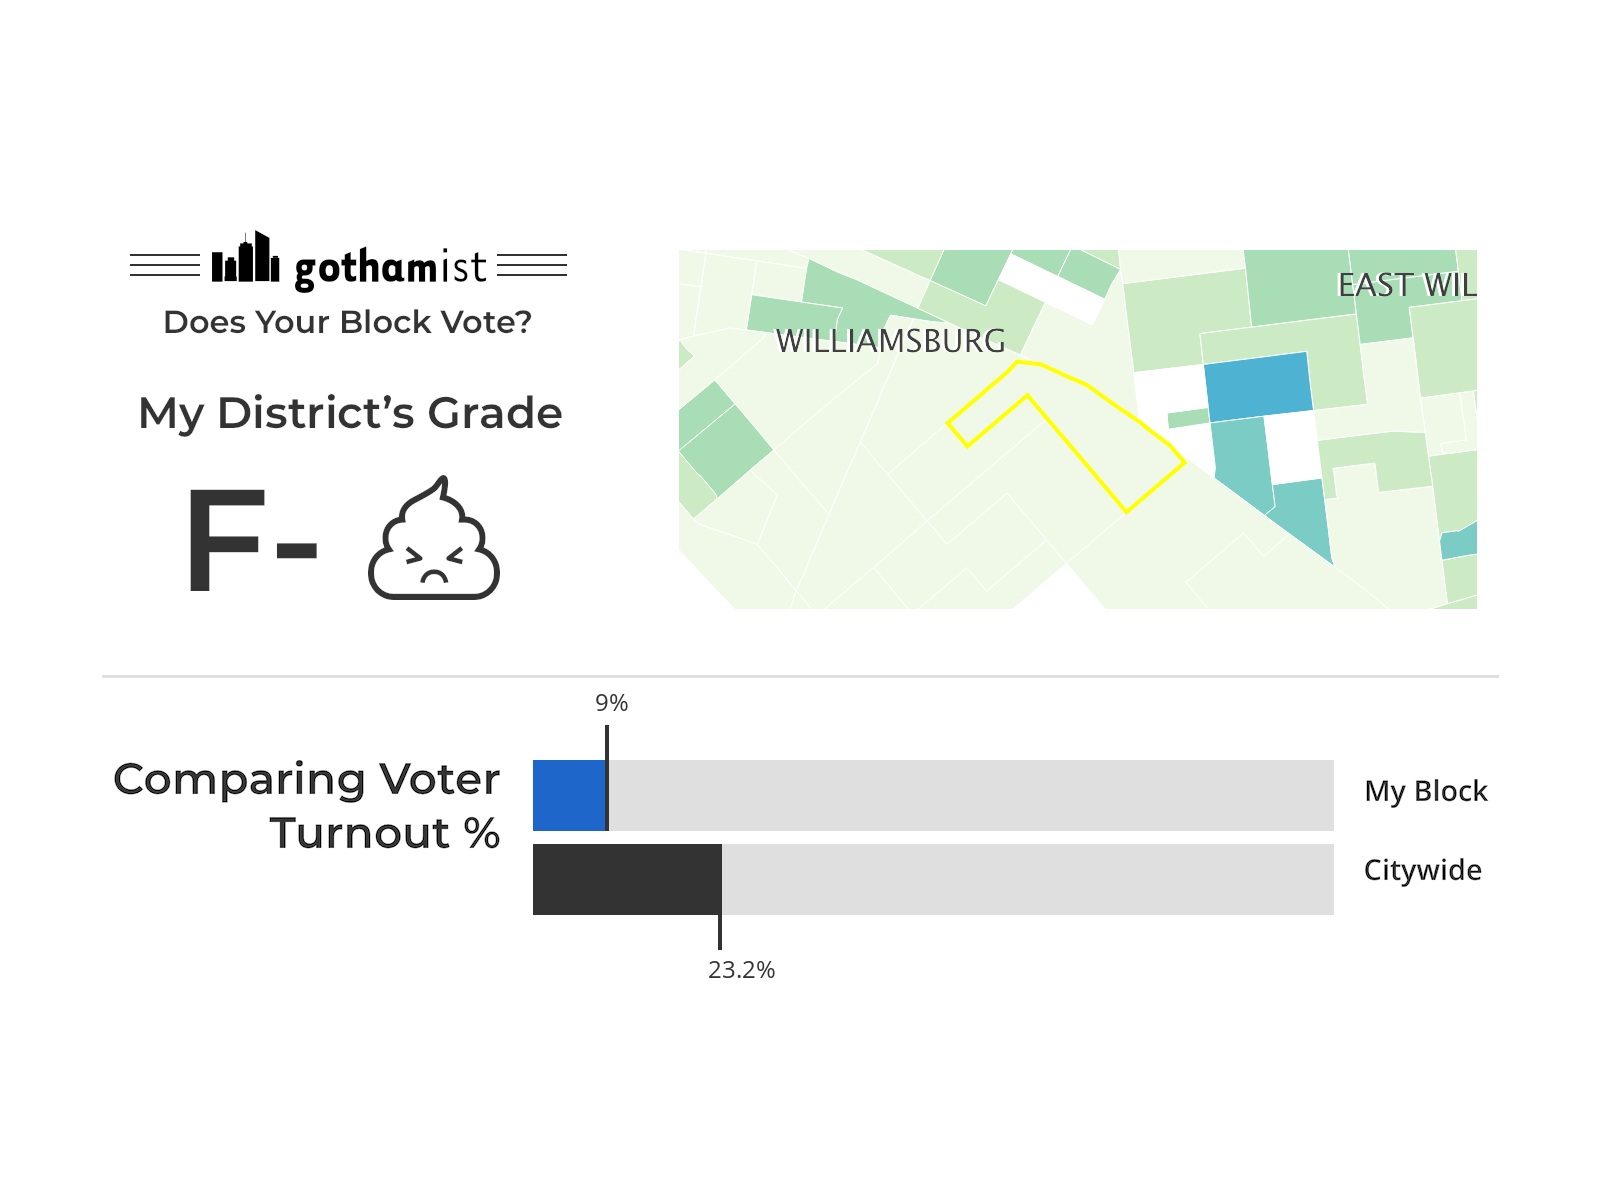 gothamist
Does Your Block Vote?
My District's Grade
F-
WILLIAMSBURG
EAST WIL
9%
Comparing Voter
Turnout %
My Block
Citywide
23.2%